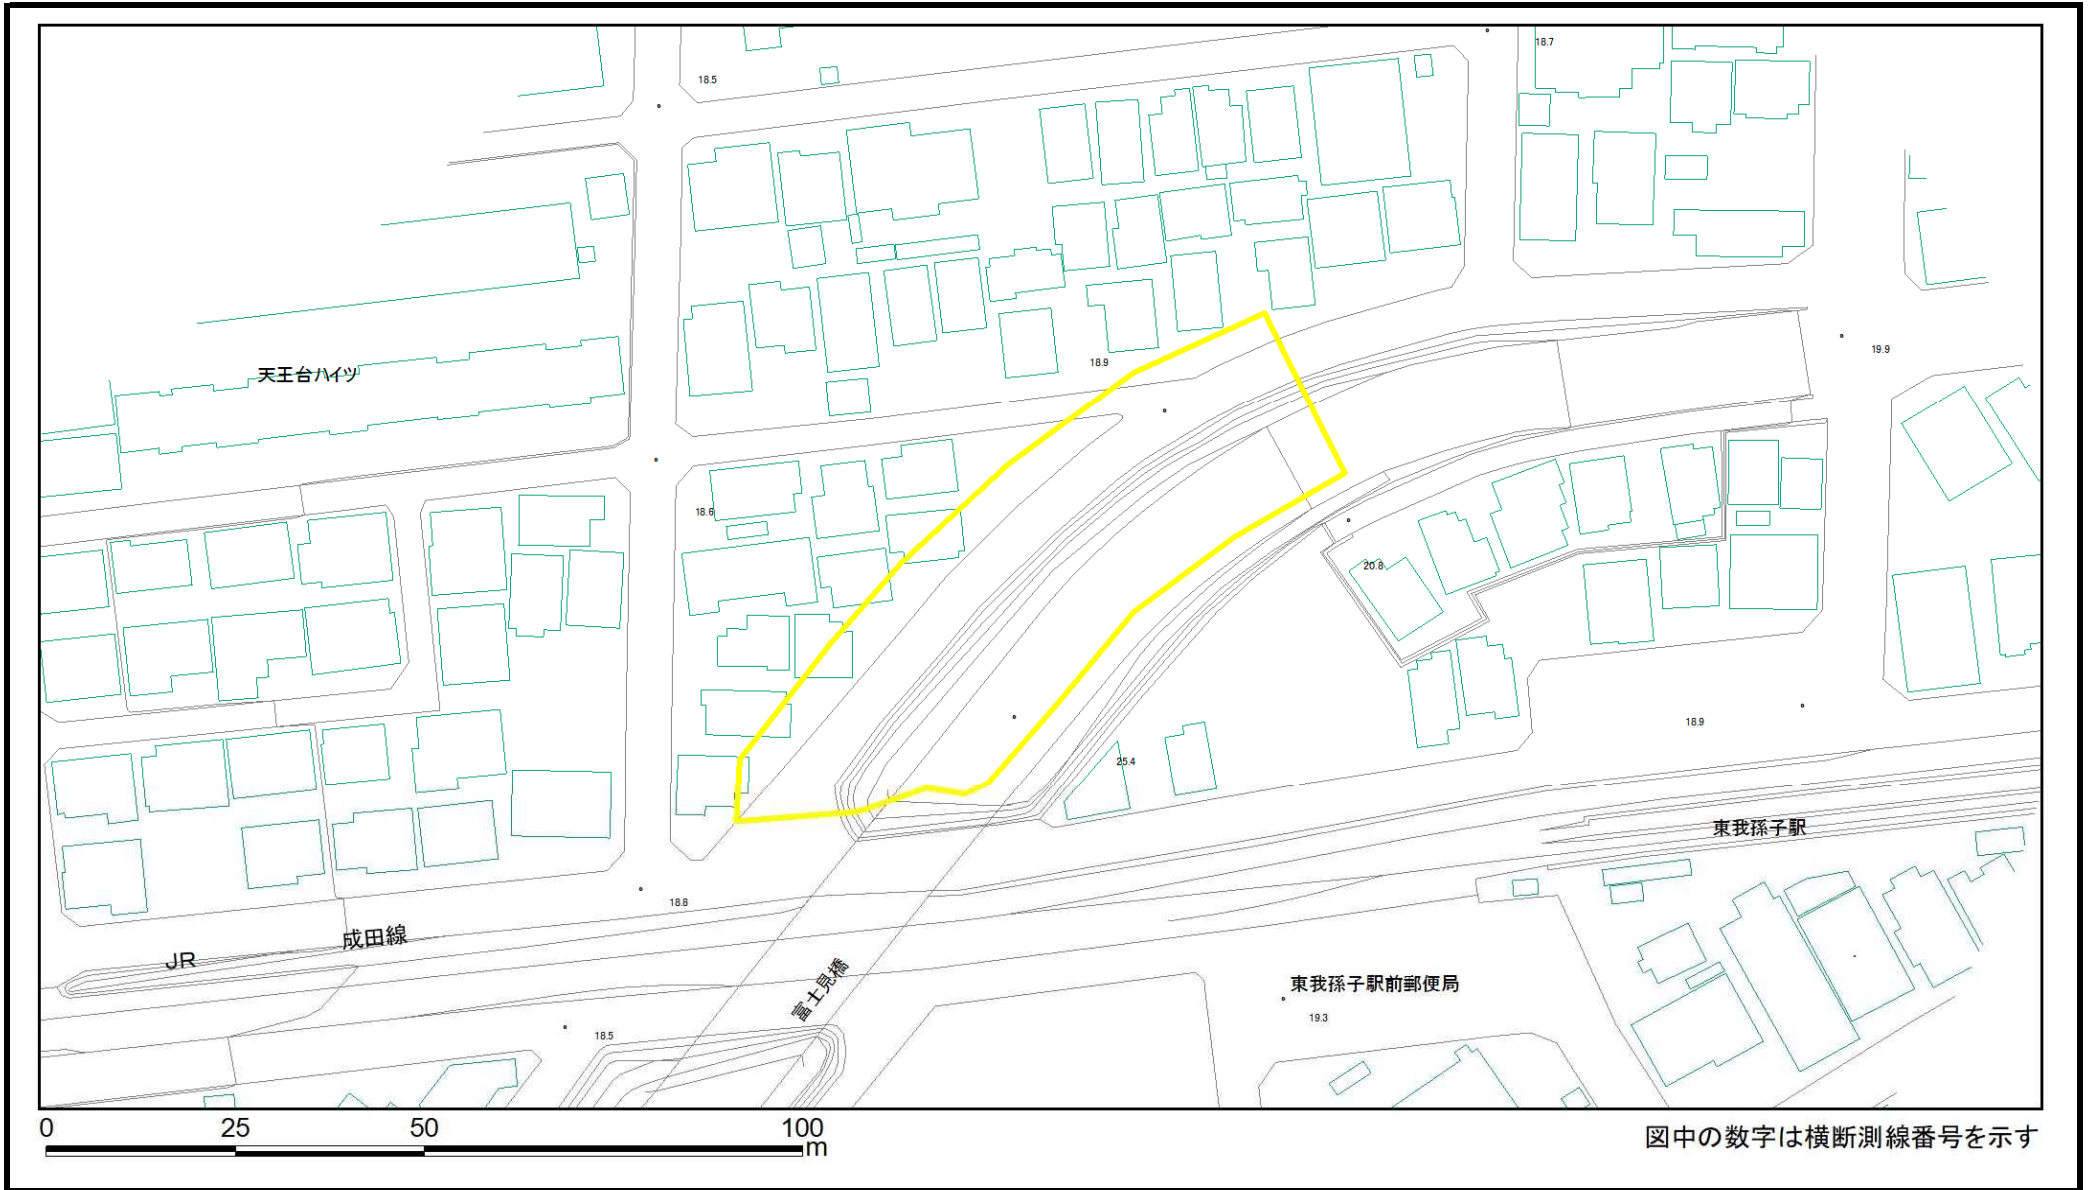 18.7
18.5
19.9
18.9
天王台ハイツ
18.6
20.8
18.9
25.4
東我孫子駅
18.8
成田線
JR
富士見橋
東我孫子駅前郵便局
19.3
18.5
0 25 50 100
m
図中の数字は横断測線番号を示す